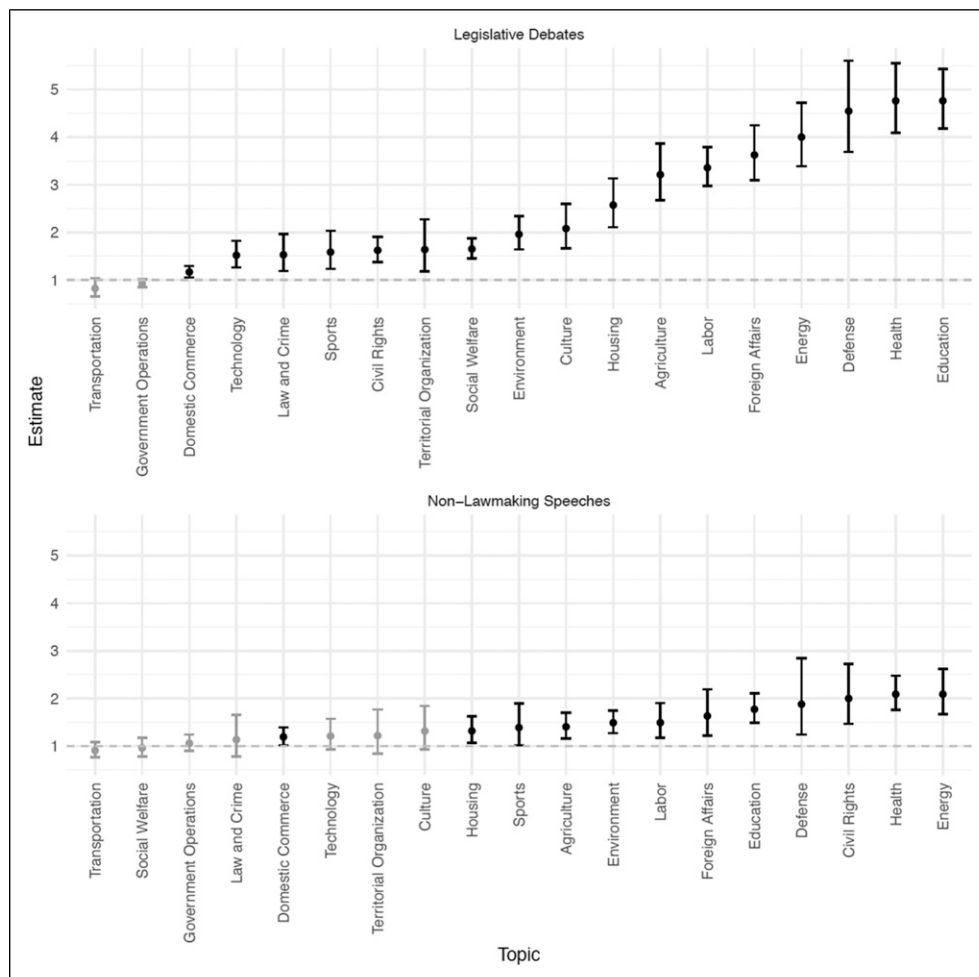 Legislative Debates
5
4
3
2
1
Transportation
Government Operations
Domestic Commerce
Technology
Law and Crime
Sports
Civil Rights
Territorial Organization
Social Welfare
Environment
Culture
Housing
Agriculture
Labor
Foreign Affairs
Energy
Defense
Health
Education
Estimate
Non−Lawmaking Speeches
5
4
3
2
1
Transportation
Social Welfare
Government Operations
Law and Crime
Domestic Commerce
Technology
Territorial Organization
Culture
Housing
Sports
Agriculture
Environment
Labor
Foreign Affairs
Education
Defense
Civil Rights
Health
Energy
Topic